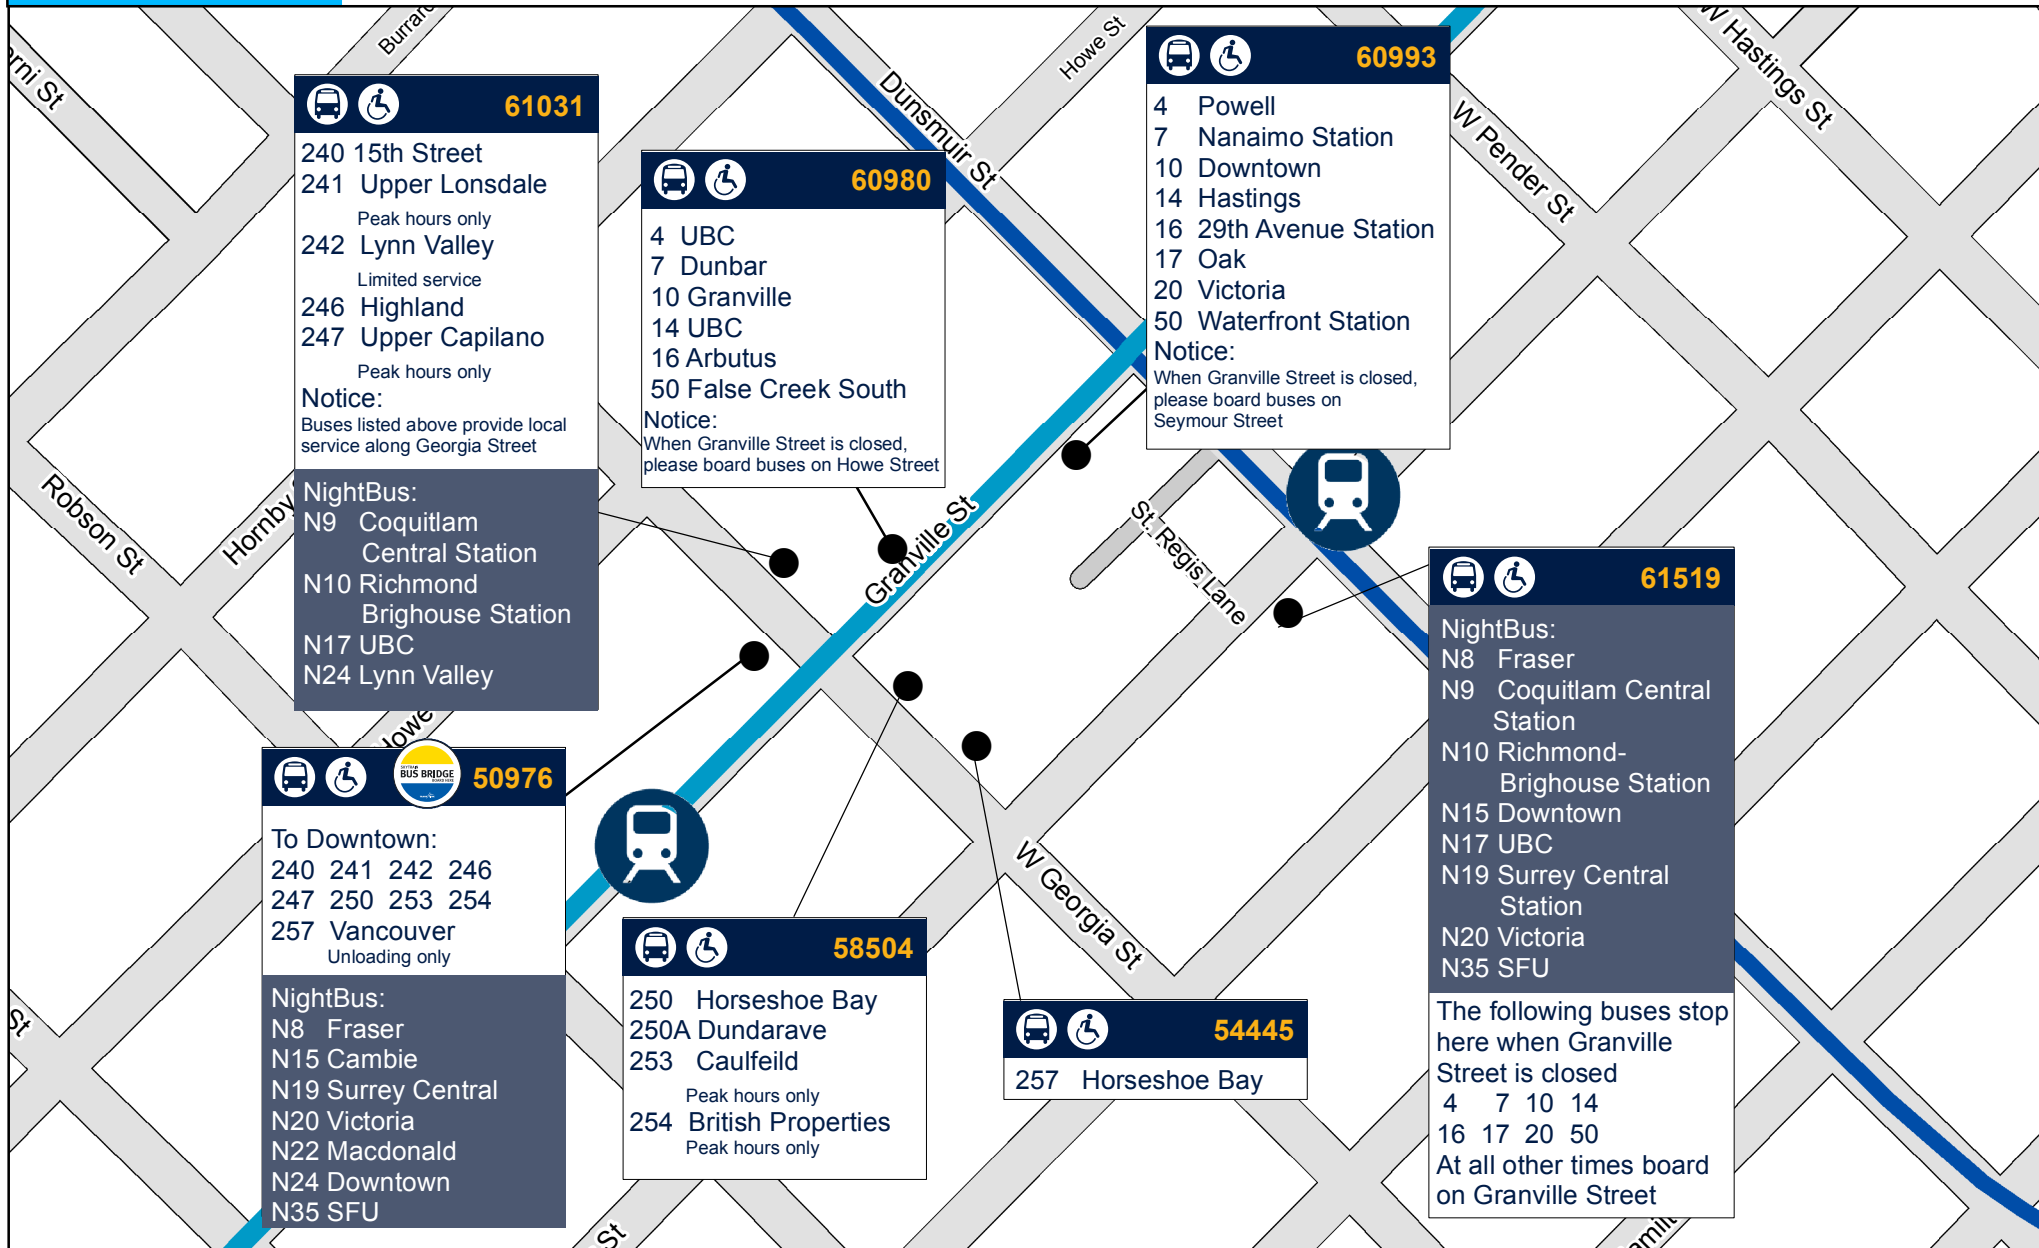 erni St
Burrard
Howe St
W Hastings St
Dunsmuir St
W Pender St
61031
240 15th Street
241 Upper Lonsdale
Peak hours only
242 Lynn Valley
Limited service
246 Highland
247 Upper Capilano
Peak hours only
Notice:
Buses listed above provide local
service along Georgia Street
NightBus:
N9 Coquitlam
Central Station
N10 Richmond
Brighouse Station
N17 UBC
N24 Lynn Valley
60980
4 UBC
7 Dunbar
10 Granville
14 UBC
16 Arbutus
50 False Creek South
Notice:
When Granville Street is closed,
please board buses on Howe Street
60993
4 Powell
7 Nanaimo Station
10 Downtown
14 Hastings
16 29th Avenue Station
17 Oak
20 Victoria
50 Waterfront Station
Notice:
When Granville Street is closed,
please board buses on
Seymour Street
Robson St
Hornby
Granville St
St. Regis Lane
Howe
61519
NightBus:
N8 Fraser
N9 Coquitlam Central
Station
N10 Richmond-
Brighouse Station
N15 Downtown
N17 UBC
N19 Surrey Central
Station
N20 Victoria
N35 SFU
The following buses stop
here when Granville
Street is closed
4 7 10 14
16 17 20 50
At all other times board
on Granville Street
BUS BRIDGE
50976
To Downtown:
240 241 242 246
247 250 253 254
257 Vancouver
Unloading only
NightBus:
N8 Fraser
N15 Cambie
N19 Surrey Central
N20 Victoria
N22 Macdonald
N24 Downtown
N35 SFU
58504
250 Horseshoe Bay
250A Dundarave
253 Caulfeild
Peak hours only
254 British Properties
Peak hours only
W Georgia St
54445
257 Horseshoe Bay
St
St
amilt